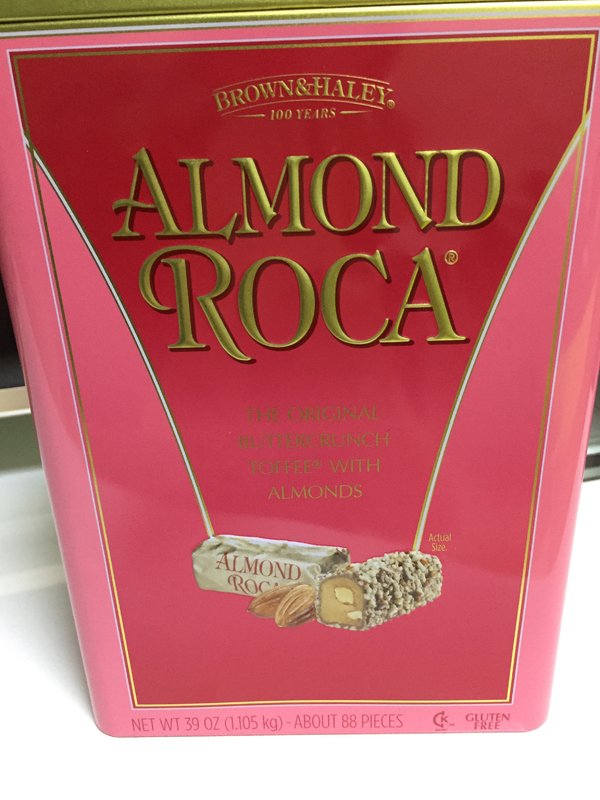 BROWN&HALEY®
100 YEARS
ALMOND
ROCA®
THE ORIGINAL
BUTTERCRUNCH
TOFFEE® WITH
ALMONDS
Actual
Size.
ALMOND
ROCA
NET WT 39 OZ (1.105 kg) - ABOUT 88 PIECES
CK
GLUTEN
FREE